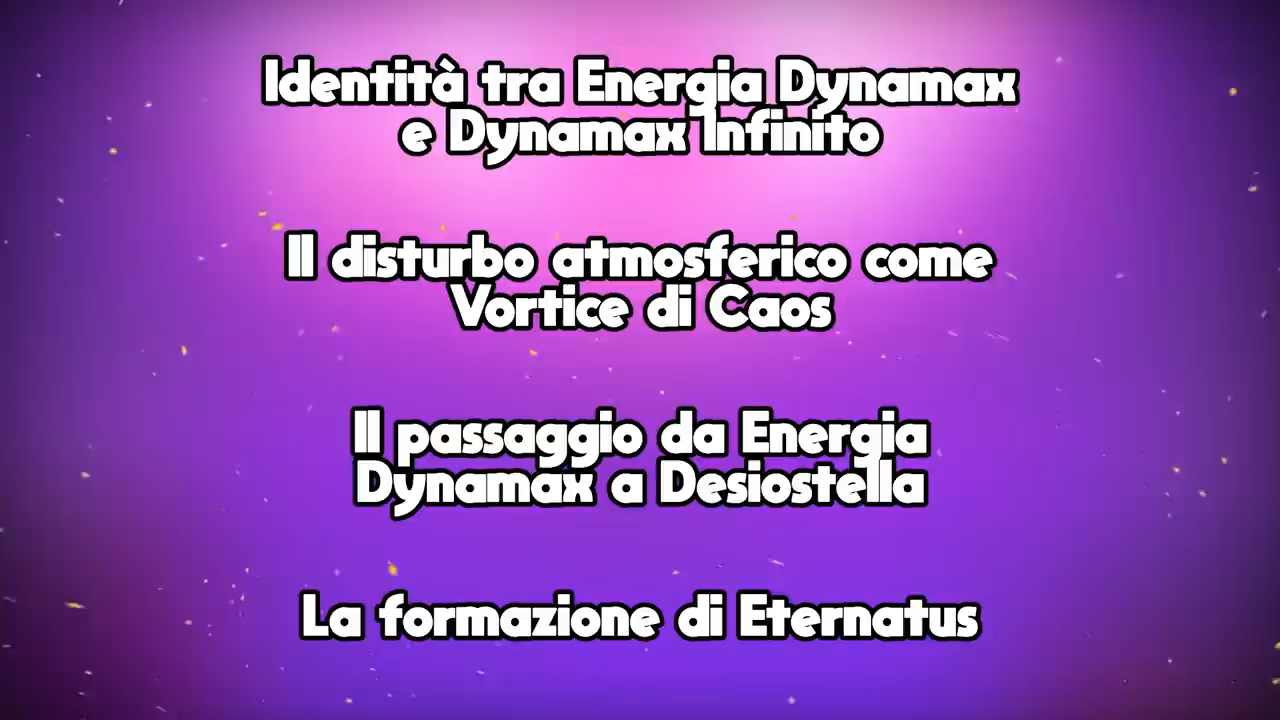 Identità tra Energia Dynamax
e Dynamax Infinito
Il disturbo atmosferico come
Vortice di Caos
Il passaggio da Energia
Dynamax a Desiostella
La formazione di Eternatus